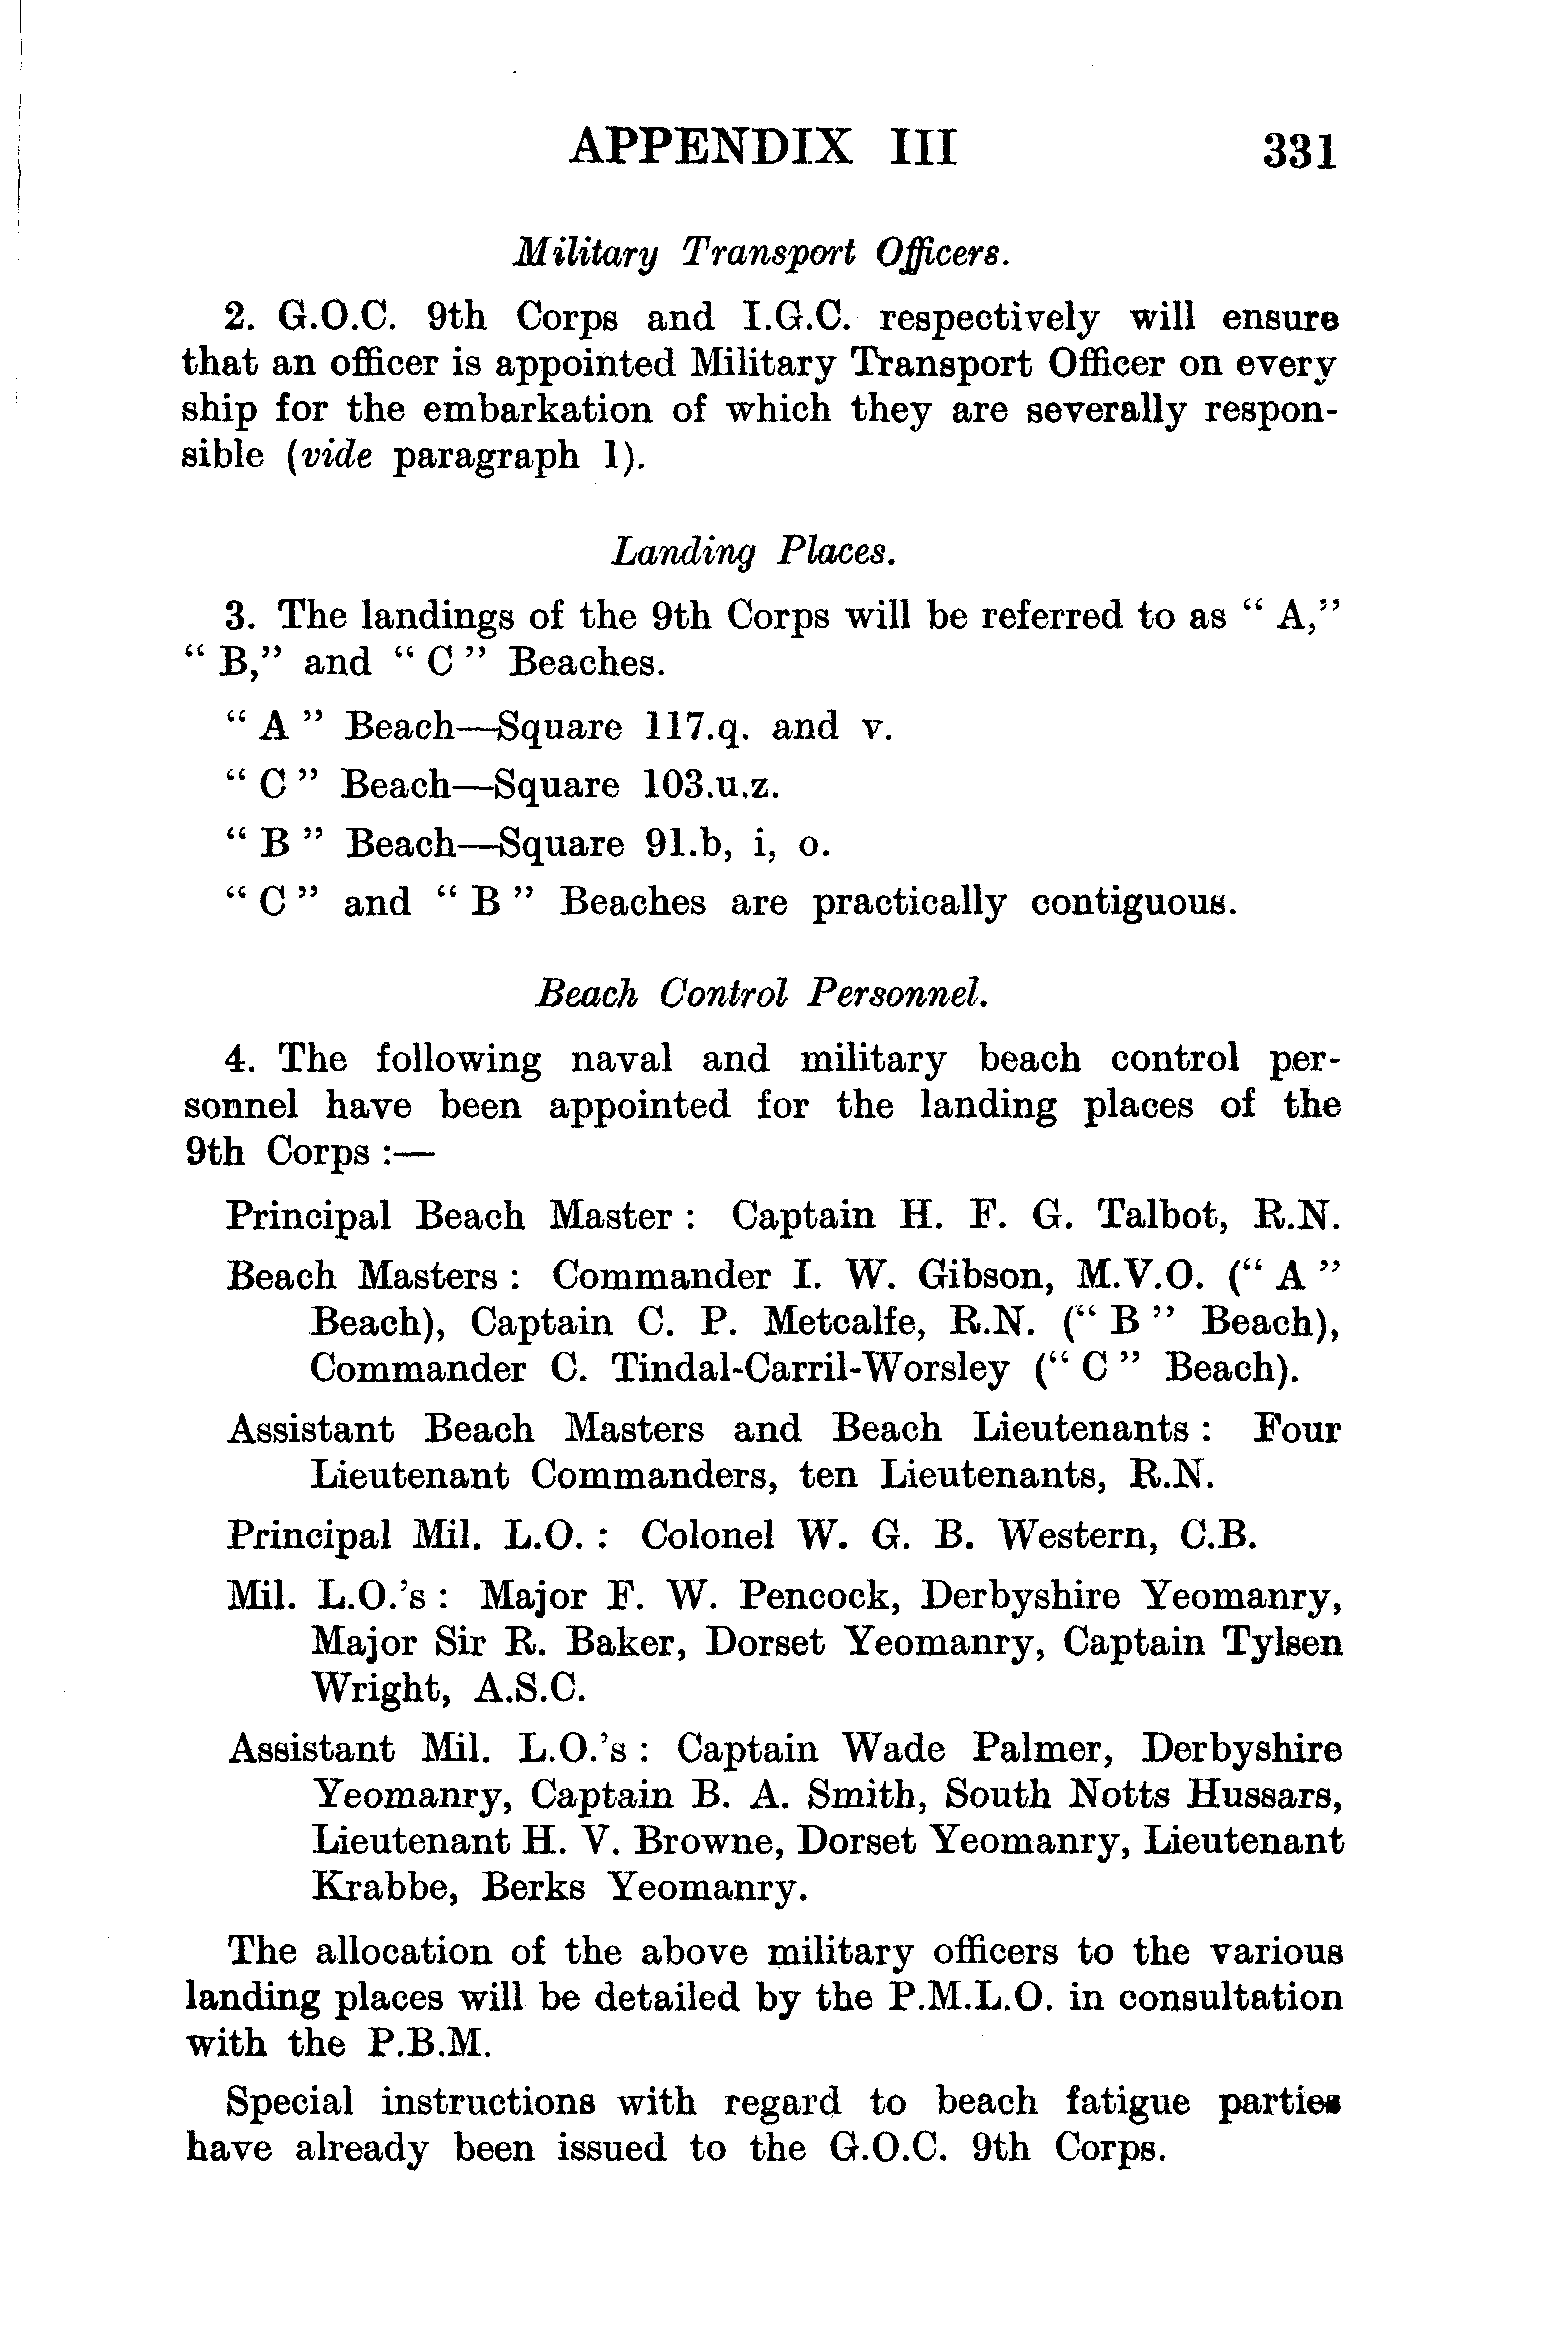 APPENDIX III 331
Military Transport Officers.
2. G.O.C. 9th Corps and I.G.C. respectively will ensure
that an officer is appointed Military Transport Officer on every
ship for the embarkation of which they are severally respon-
sible (vide paragraph 1).
Landing Places.
3. The landings of the 9th Corps will be referred to as “ A,”
“ B,” and “ C ” Beaches.
“ A ” Beach—Square 117.q. and v.
“ C ” Beach—Square 103.u.z.
“ B ” Beach—Square 91.b, i, o.
“ C ” and “ B ” Beaches are practically contiguous.
Beach Control Personnel.
4. The following naval and military beach control per-
sonnel have been appointed for the landing places of the
9th Corps :—
Principal Beach Master : Captain H. F. G. Talbot, R.N.
Beach Masters : Commander I. W. Gibson, M.V.O. (“ A ”
Beach), Captain C. P. Metcalfe, R.N. (“ B ” Beach),
Commander C. Tindal-Carril-Worsley (“ C ” Beach).
Assistant Beach Masters and Beach Lieutenants : Four
Lieutenant Commanders, ten Lieutenants, R.N.
Principal Mil. L.O. : Colonel W. G. B. Western, C.B.
Mil. L.O.’s : Major F. W. Pencock, Derbyshire Yeomanry,
Major Sir R. Baker, Dorset Yeomanry, Captain Tylsen
Wright, A.S.C.
Assistant Mil. L.O.’s : Captain Wade Palmer, Derbyshire
Yeomanry, Captain B. A. Smith, South Notts Hussars,
Lieutenant H. V. Browne, Dorset Yeomanry, Lieutenant
Krabbe, Berks Yeomanry.
The allocation of the above military officers to the various
landing places will be detailed by the P.M.L.O. in consultation
with the P.B.M.
Special instructions with regard to beach fatigue parties
have already been issued to the G.O.C. 9th Corps.